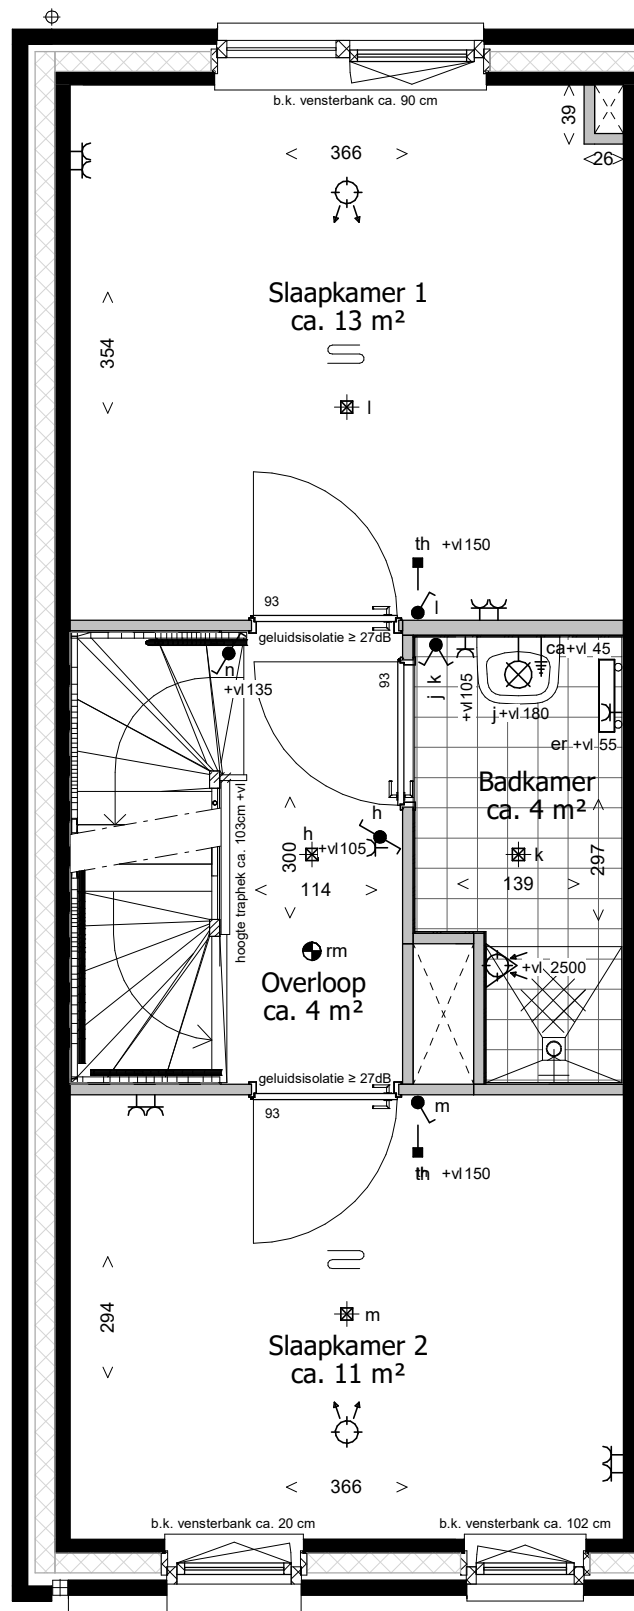 b.k. vensterbank ca. 90 cm
39
26
366
Slaapkamer 1
ca. 13 m²
354
l
th +vl 150
l
93
geluidsisolatie ≥ 27dB
n
+vl 135
93
j k
+vl 105
ca+vl 45
j+vl 180
er +vl 55
Badkamer
ca. 4 m²
hoogte traphek ca. 103cm +vl
h
h
+vl 105
300
114
k
139
297
rm
Overloop
ca. 4 m²
+vl 2500
geluidsisolatie ≥ 27dB
93
m
th +vl 150
294
m
Slaapkamer 2
ca. 11 m²
366
b.k. vensterbank ca. 20 cm
b.k. vensterbank ca. 102 cm